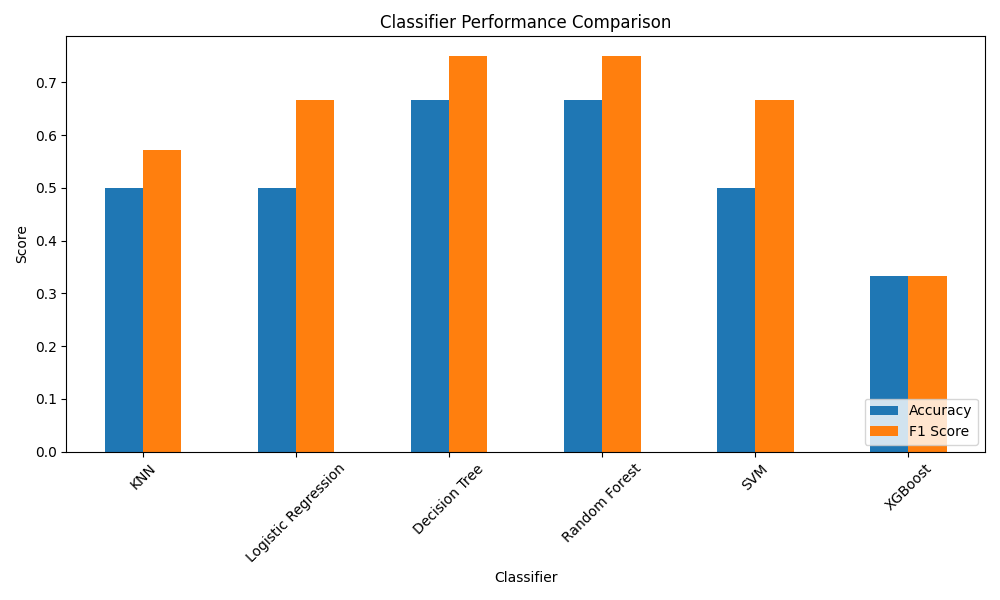 Classifier Performance Comparison
Score
0.7
0.6
0.5
0.4
0.3
0.2
0.1
0.0
Accuracy
F1 Score
KNN
Logistic Regression
Decision Tree
Random Forest
SVM
XGBoost
Classifier